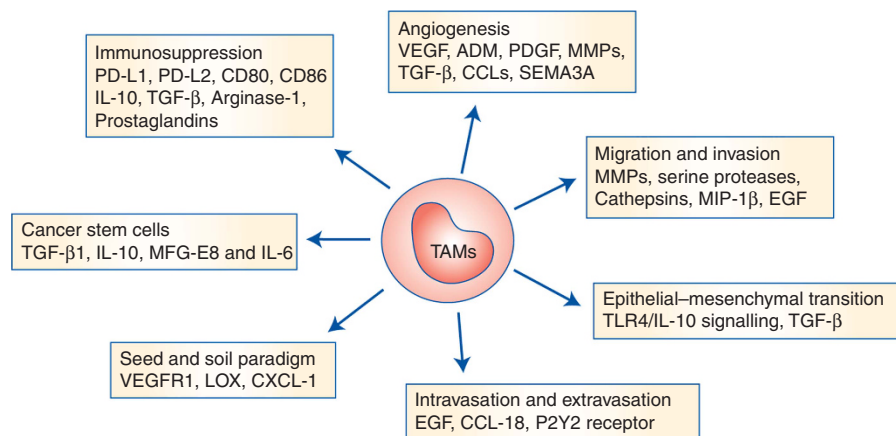 Angiogenesis
VEGF, ADM, PDGF, MMPs,
TGF-β, CCLs, SEMA3A
Immunosuppression
PD-L1, PD-L2, CD80, CD86
IL-10, TGF-β, Arginase-1,
Prostaglandins
Migration and invasion
MMPs, serine proteases,
Cathepsins, MIP-1β, EGF
Cancer stem cells
TGF-β1, IL-10, MFG-E8 and IL-6
TAMs
Epithelial–mesenchymal transition
TLR4/IL-10 signalling, TGF-β
Seed and soil paradigm
VEGFR1, LOX, CXCL-1
Intravasation and extravasation
EGF, CCL-18, P2Y2 receptor